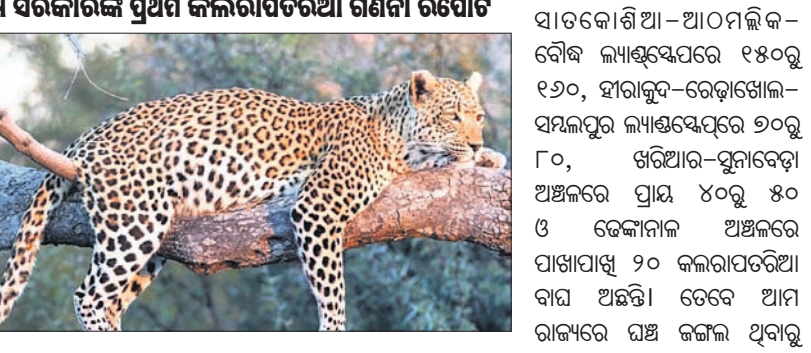 ସରକାରଙ୍କ ପ୍ରଥମ କଲରାପତରିଆ ଗଣନା ରିପୋର୍ଟ
ସାତକୋଶିଆ–ଆଠମଲ୍ଲିକ–
ବୌଦ୍ଧ ଲ୍ୟାଣ୍ଡସ୍କେପରେ ୧୫୦ରୁ
୧୬୦, ହୀରାକୁଦ–ରେଢ଼ାଖୋଲ–
ସମ୍ବଲପୁର ଲ୍ୟାଣ୍ଡସ୍କେପ୍‌ରେ ୭୦ରୁ
୮୦, ଖରିଆର–ସୁନାବେଡ଼ା
ଅଞ୍ଚଳରେ ପ୍ରାୟ ୪୦ରୁ ୫୦
ଓ ଢେଙ୍କାନାଳ ଅଞ୍ଚଳରେ
ପାଖାପାଖି ୨୦ କଲରାପତରିଆ
ବାଘ ଅଛନ୍ତି। ତେବେ ଆମ
ରାଜ୍ୟରେ ଘଞ୍ଚ ଜଙ୍ଗଲ ଥିବାରୁ